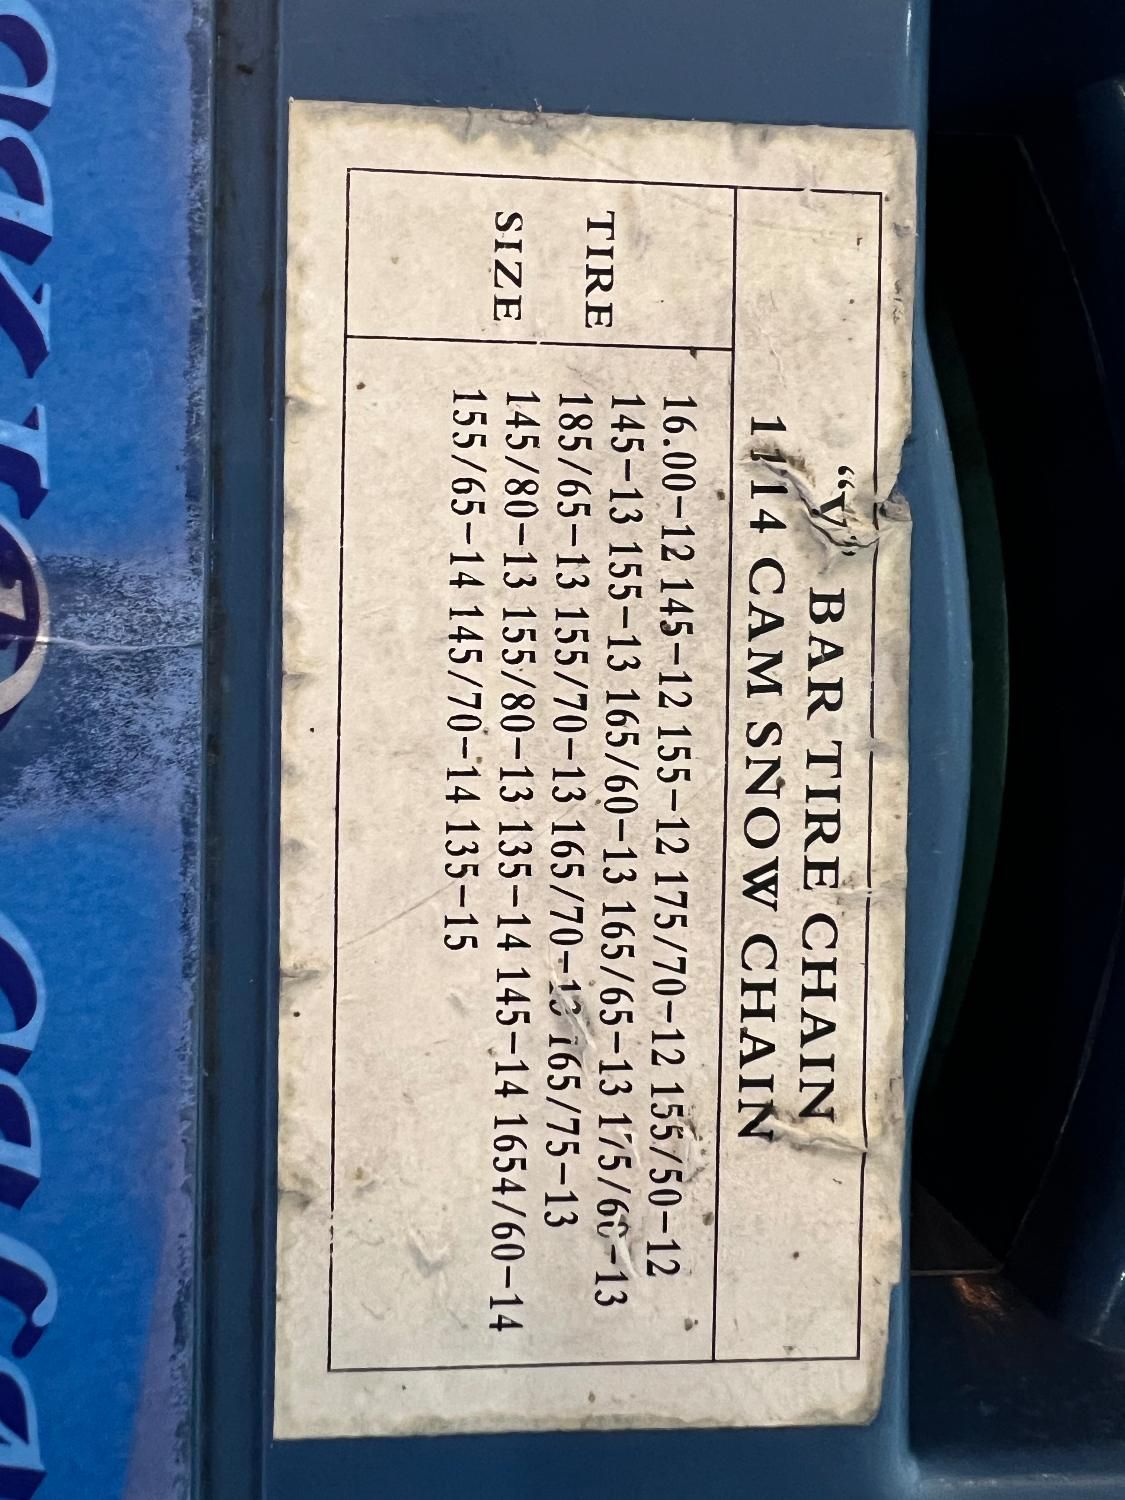 "V" BAR TIRE CHAIN
1114 CAM SNOW CHAIN
TIRE
SIZE
16.00-12 145-12 155-12 175/70-12 155/50-12
145-13 155-13 165/60-13 165/65-13 175/60-13
185/65-13 155/70-13 165/70-13 165/75-13
145/80-13 155/80-13 135-14 145-14 1654/60-14
155/65-14 145/70-14 135-15